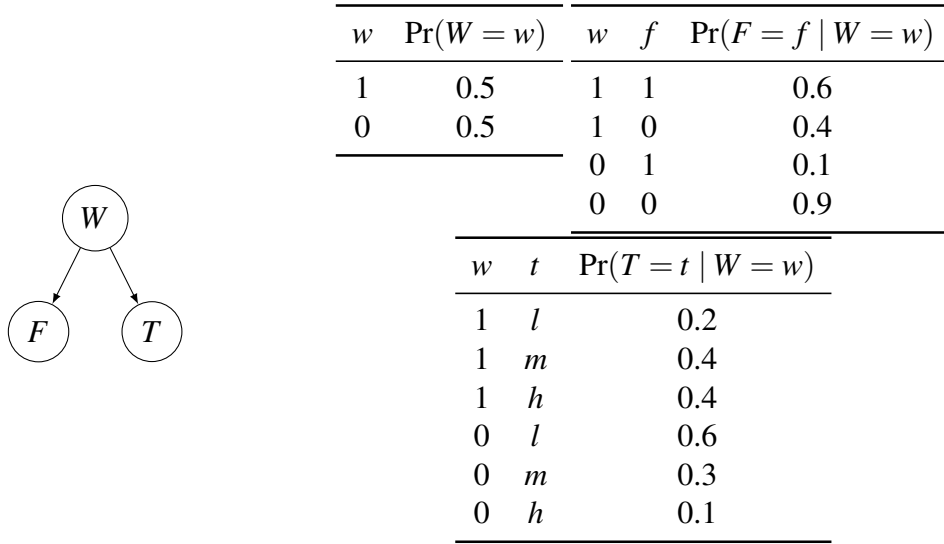 w Pr(W = w)
1 0.5
0 0.5
w f Pr(F = f | W = w)
1 1 0.6
1 0 0.4
0 1 0.1
0 0 0.9
W
F T
w t Pr(T = t | W = w)
1 l 0.2
1 m 0.4
1 h 0.4
0 l 0.6
0 m 0.3
0 h 0.1